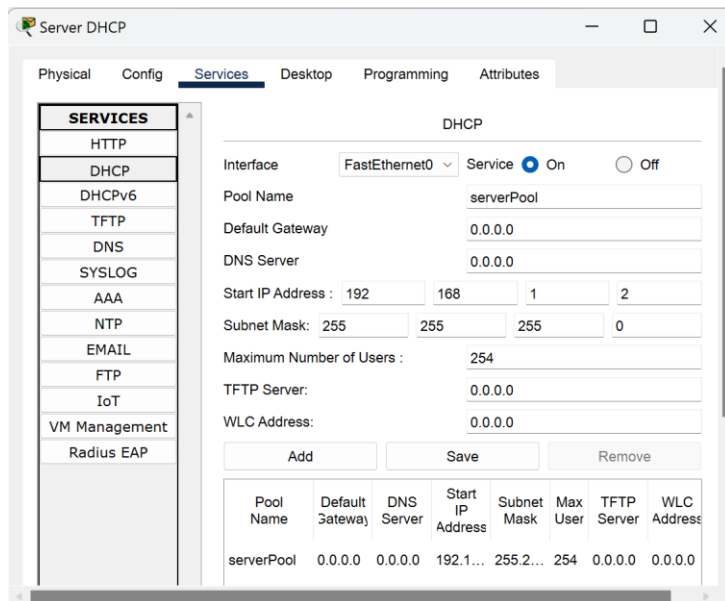 Server DHCP
Physical Config Services Desktop Programming Attributes
SERVICES
HTTP
DHCP
DHCPv6
TFTP
DNS
SYSLOG
AAA
NTP
EMAIL
FTP
IoT
VM Management
Radius EAP
DHCP
Interface FastEthernet0 Service On Off
Pool Name serverPool
Default Gateway 0.0.0.0
DNS Server 0.0.0.0
Start IP Address : 192 168 1 2
Subnet Mask: 255 255 255 0
Maximum Number of Users : 254
TFTP Server: 0.0.0.0
WLC Address: 0.0.0.0
Add Save Remove
Pool Name Default Gateway DNS Server Start IP Address Subnet Mask Max User TFTP Server WLC Address
serverPool 0.0.0.0 0.0.0.0 192.1... 255.2... 254 0.0.0.0 0.0.0.0